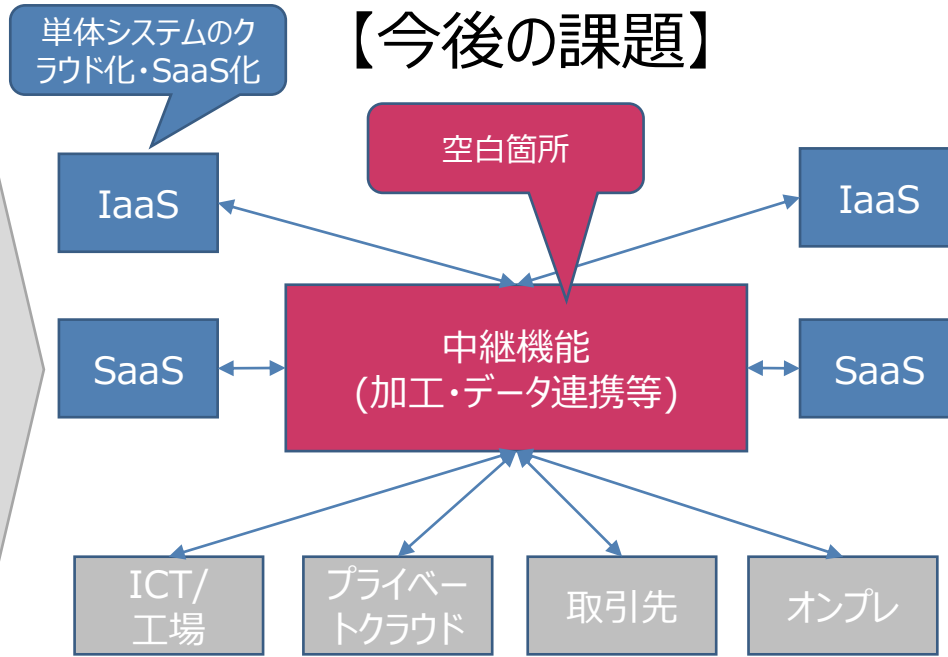 【今後の課題】
単体システムのク
ラウド化・SaaS化
空白箇所
IaaS
IaaS
中継機能
(加工・データ連携等)
SaaS
SaaS
ICT/
工場
プライベー
トクラウド
取引先
オンプレ